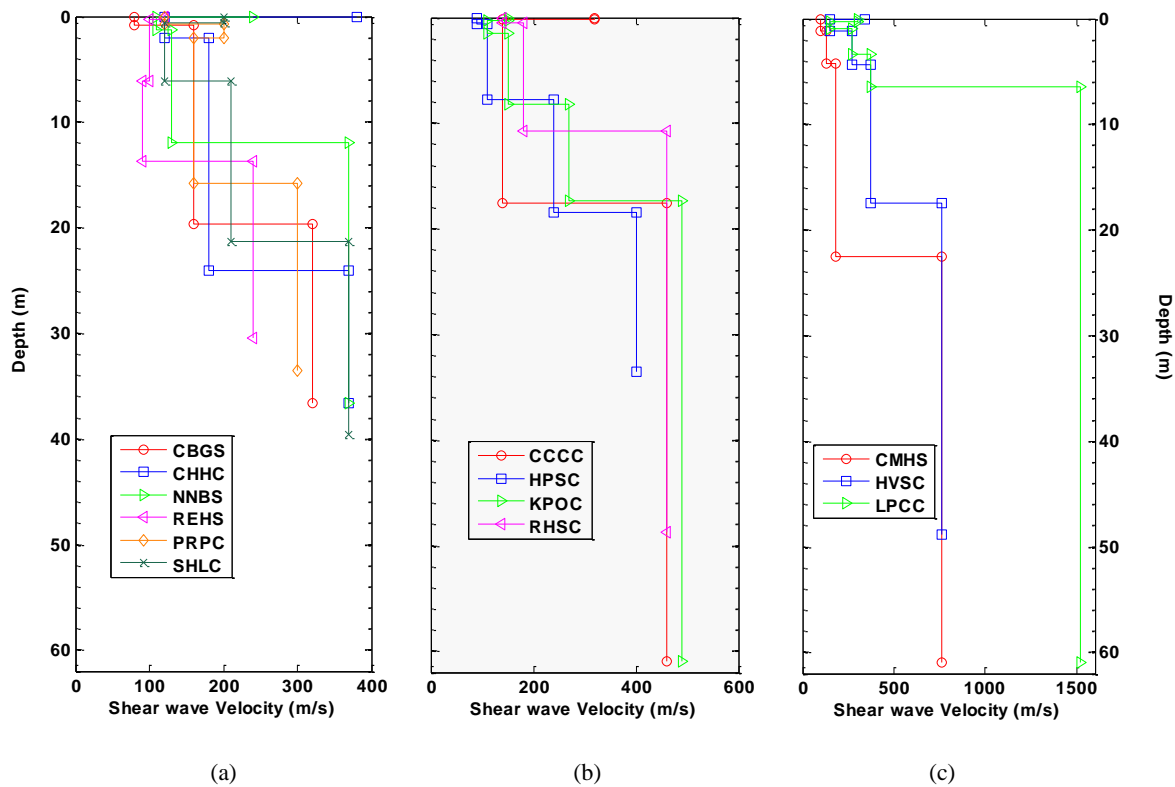 0
10
20
30
40
50
60
Depth (m)
CBGS
CHHC
NNBS
REHS
PRPC
SHLC
0 100 200 300 400
Shear wave Velocity (m/s)
(a)
CCCC
HPSC
KPOC
RHSC
0 200 400 600
Shear wave Velocity (m/s)
(b)
CMHS
HVSC
LPCC
0 500 1000 1500
Shear wave Velocity (m/s)
(c)
0
10
20
30
40
50
60
Depth (m)